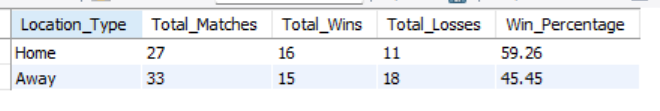 Location_Type Total_Matches Total_Wins Total_Losses Win_Percentage
Home 27 16 11 59.26
Away 33 15 18 45.45